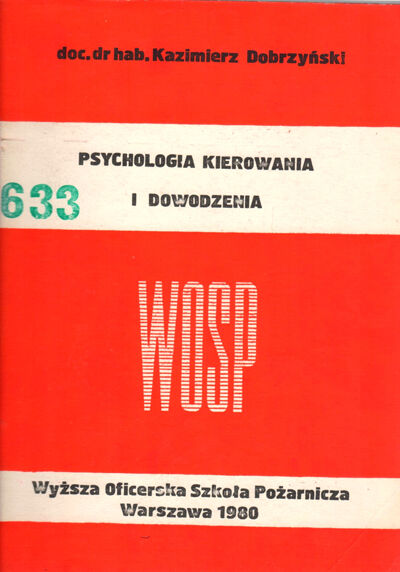 doc.dr hab. Kazimierz Dobrzyński
PSYCHOLOGIA KIEROWANIA
I DOWODZENIA
633
WOSP
Wyższa Oficerska Szkoła Pożarnicza
Warszawa 1980